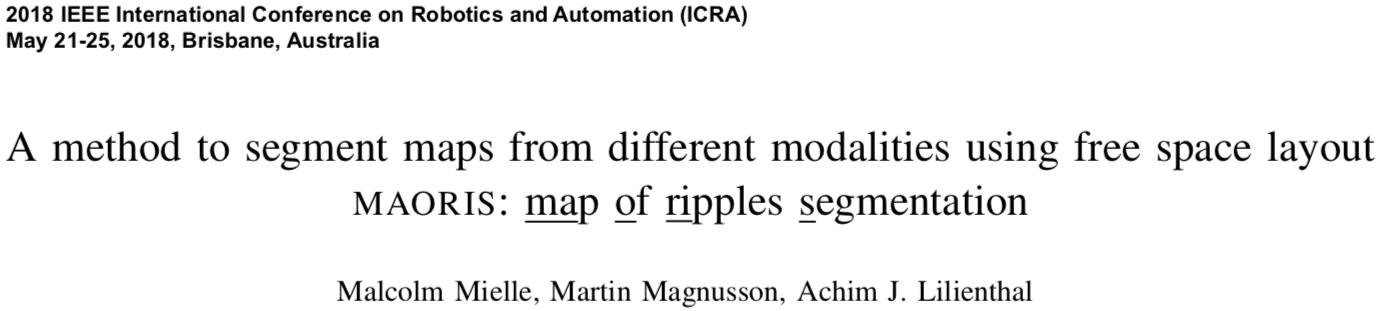 2018 IEEE International Conference on Robotics and Automation (ICRA)
May 21-25, 2018, Brisbane, Australia
A method to segment maps from different modalities using free space layout
MAORIS: map of ripples segmentation
Malcolm Mielle, Martin Magnusson, Achim J. Lilienthal